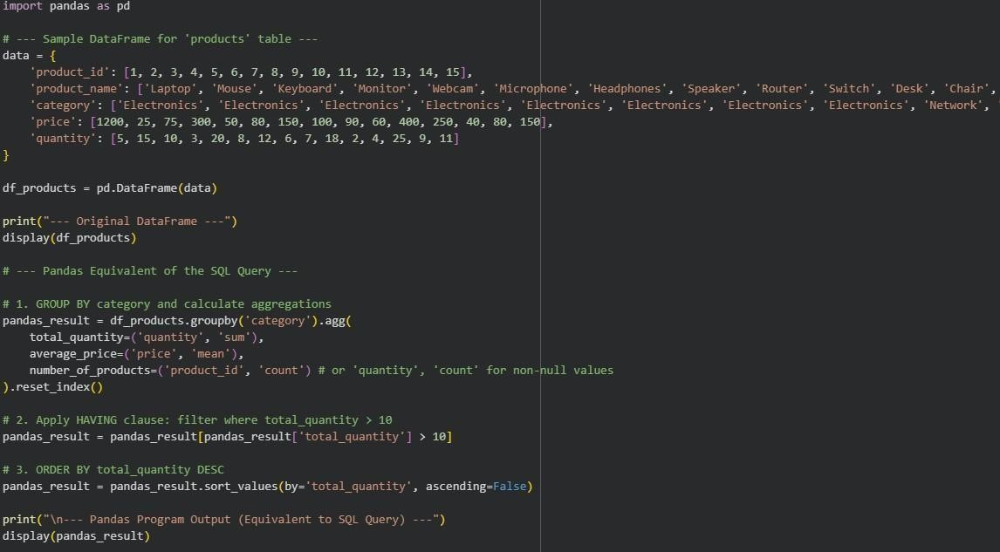 import pandas as pd
# --- Sample DataFrame for 'products' table ---
data = {
    'product_id': [1, 2, 3, 4, 5, 6, 7, 8, 9, 10, 11, 12, 13, 14, 15],
    'product_name': ['Laptop', 'Mouse', 'Keyboard', 'Monitor', 'Webcam', 'Microphone', 'Headphones', 'Speaker', 'Router', 'Switch', 'Desk', 'Chair',
    'category': ['Electronics', 'Electronics', 'Electronics', 'Electronics', 'Electronics', 'Electronics', 'Electronics', 'Electronics', 'Network', '
    'price': [1200, 25, 75, 300, 50, 80, 150, 100, 90, 60, 400, 250, 40, 80, 150],
    'quantity': [5, 15, 10, 3, 20, 8, 12, 6, 7, 18, 2, 4, 25, 9, 11]
}
df_products = pd.DataFrame(data)
print("--- Original DataFrame ---")
display(df_products)
# --- Pandas Equivalent of the SQL Query ---
# 1. GROUP BY category and calculate aggregations
pandas_result = df_products.groupby('category').agg(
    total_quantity=('quantity', 'sum'),
    average_price=('price', 'mean'),
    number_of_products=('product_id', 'count') # or 'quantity', 'count' for non-null values
).reset_index()
# 2. Apply HAVING clause: filter where total_quantity > 10
pandas_result = pandas_result[pandas_result['total_quantity'] > 10]
# 3. ORDER BY total_quantity DESC
pandas_result = pandas_result.sort_values(by='total_quantity', ascending=False)
print("\n--- Pandas Program Output (Equivalent to SQL Query) ---")
display(pandas_result)